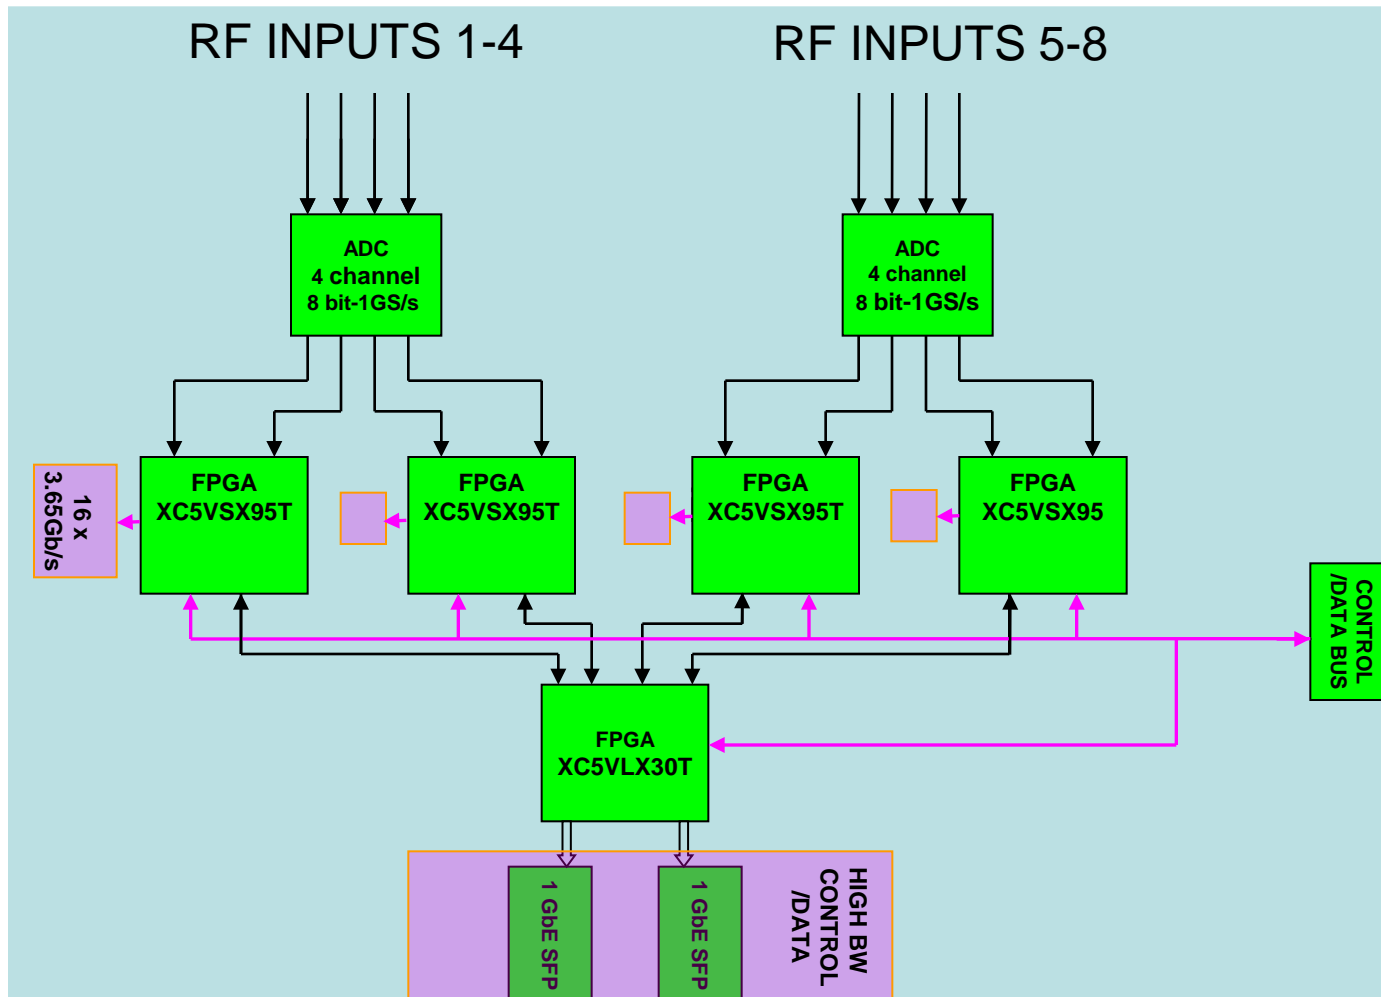 RF INPUTS 1-4
RF INPUTS 5-8
ADC
4 channel
8 bit-1GS/s
ADC
4 channel
8 bit-1GS/s
16 x
3.65Gb/s
FPGA
XC5VSX95T
FPGA
XC5VSX95T
FPGA
XC5VSX95T
FPGA
XC5VSX95
CONTROL
/DATA BUS
FPGA
XC5VLX30T
1 GbE SFP
1 GbE SFP
HIGH BW
CONTROL
/DATA